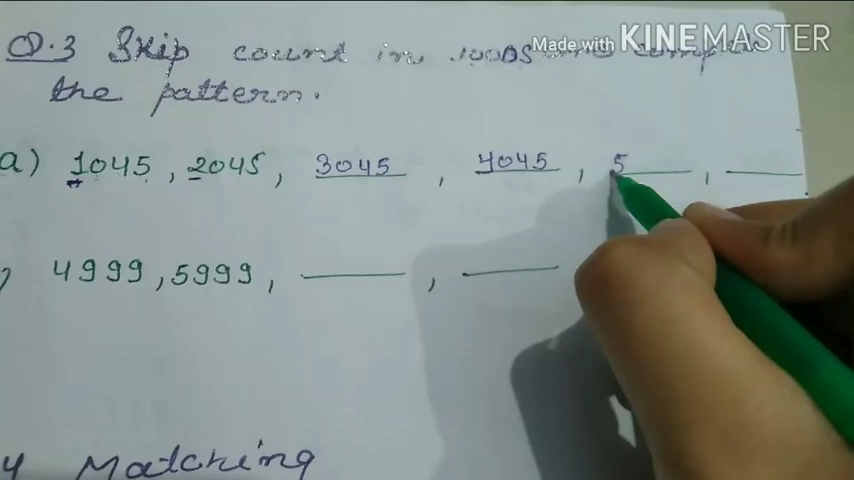 Made with KINEMASTER
Q.3 Skip count in 1000s
the pattern.
a) 1045, 2045, 3045, 4045, 5
4999, 5999,
4 Matching